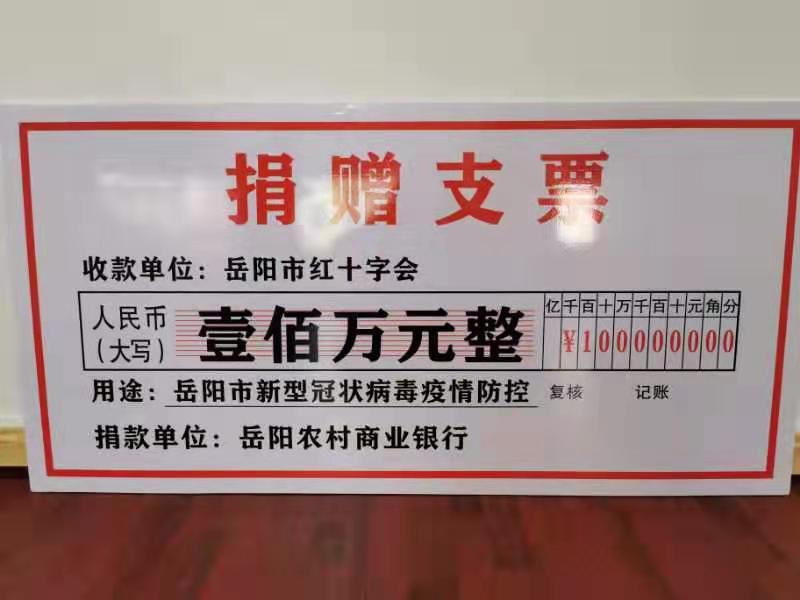 捐赠支票
收款单位：岳阳市红十字会
人民币（大写） 壹佰万元整
亿千百十万千百十元角分
¥100000000
用途：岳阳市新型冠状病毒疫情防控 复核 记账
捐款单位：岳阳农村商业银行